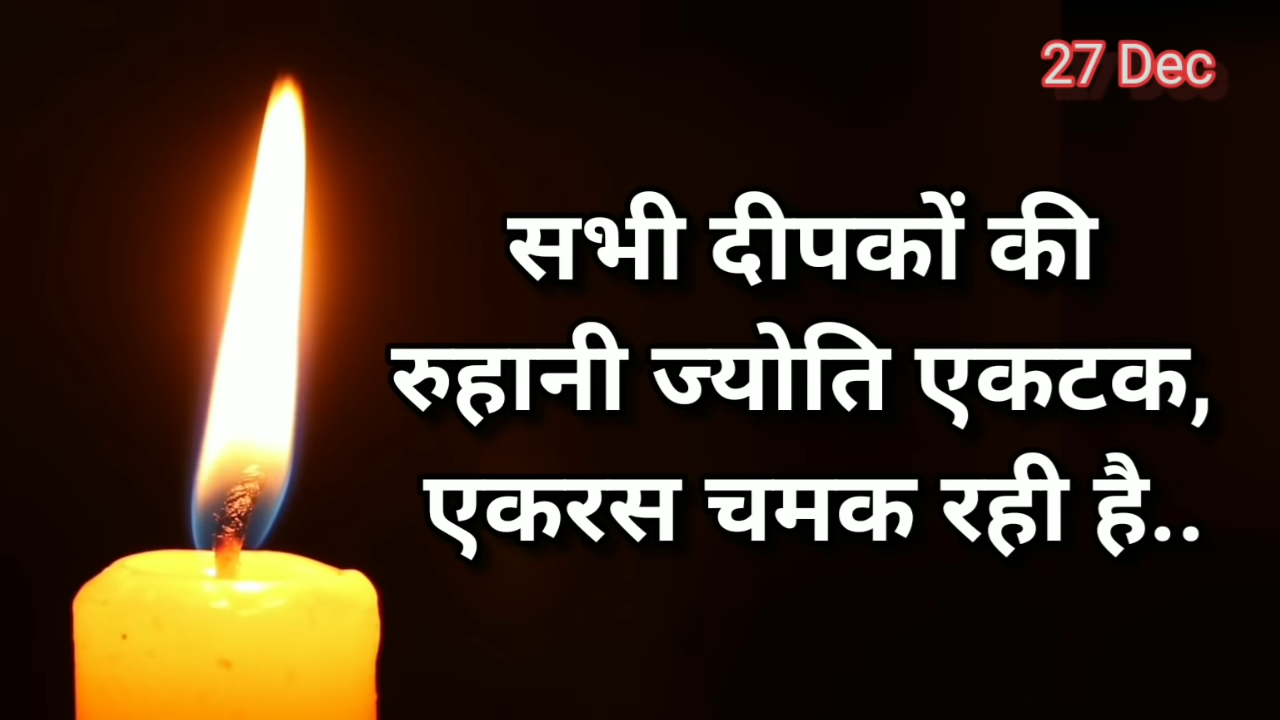 27 Dec
सभी दीपकों की
रुहानी ज्योति एकटक,
एकरस चमक रही है..